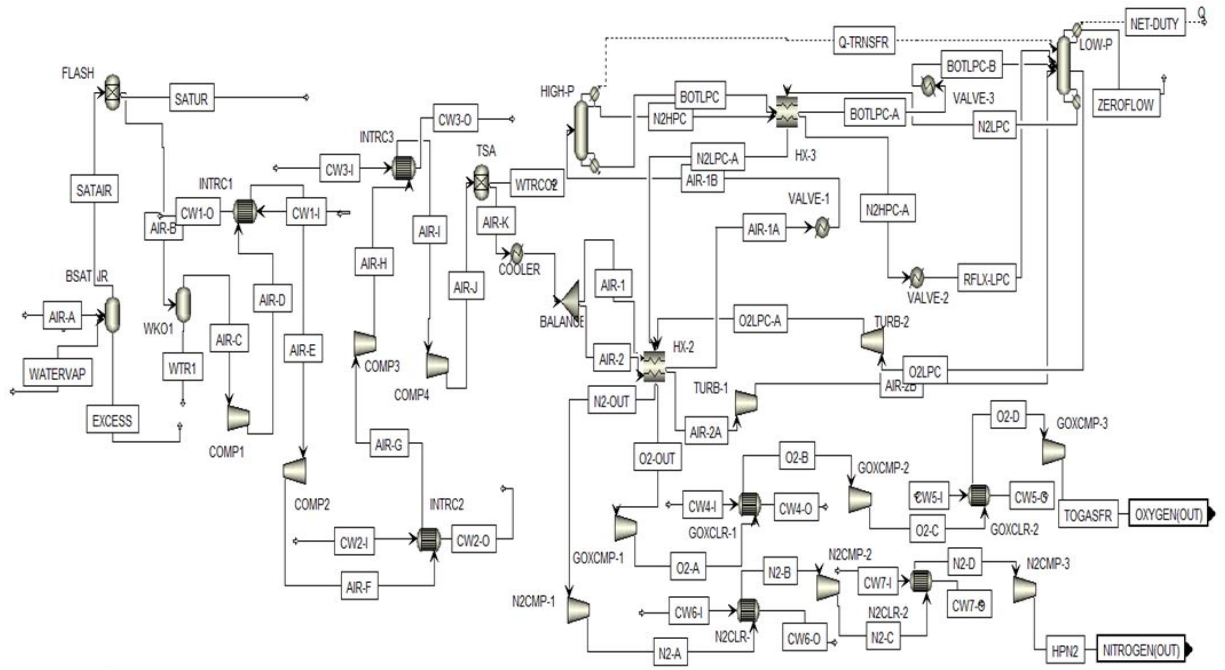 NET-DUTY
Q
Q-TRNSFR
LOW-P
FLASH
SATUR
HIGH-P
BOTLPC
BOTLPC-B
VALVE-3
ZEROFLOW
N2HPC
BOTLPC-A
N2LPC
CW3-O
INTRC3
CW3-I
TSA
N2LPC-A
HX-3
SATAIR
INTRC1
WTRCO2
AIR-1B
VALVE-1
CW1-O
CW1-I
AIR-B
AIR-I
AIR-K
AIR-1A
N2HPC-A
AIR-H
COOLER
BSAT
JR
AIR-D
AIR-J
AIR-1
RFLX-LPC
VALVE-2
AIR-A
WKO1
AIR-C
AIR-E
BALANCE
O2LPC-A
TURB-2
COMP3
AIR-2
HX-2
WATERVAP
WTR1
COMP4
O2LPC
AIR-2B
TURB-1
N2-OUT
EXCESS
COMP1
AIR-2A
O2-D
GOXCMP-3
AIR-G
O2-OUT
O2-B
GOXCMP-2
COMP2
INTRC2
CW4-I
CW4-O
CW5-I
CW5-O
GOXCLR-1
TOGASFR
OXYGEN(OUT)
CW2-I
CW2-O
GOXCMP-1
O2-C
GOXCLR-2
O2-A
AIR-F
N2CMP-2
N2-B
N2-D
N2CMP-3
CW7-I
N2CMP-1
CW6-I
CW7-O
N2CLR-
CW6-O
N2-C
N2CLR-2
N2-A
HPN2
NITROGEN(OUT)